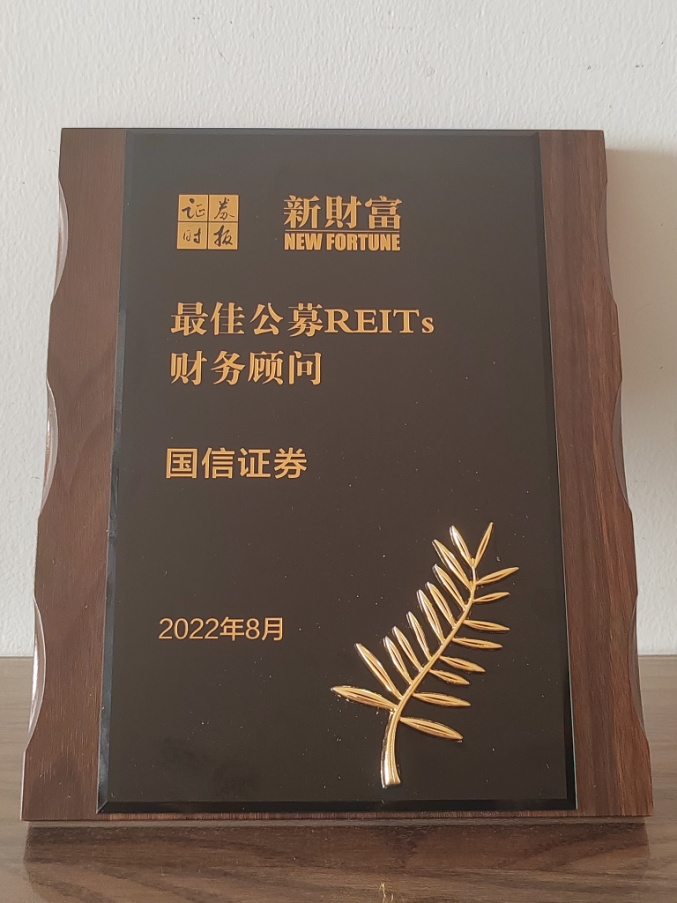 证券
时报
新財富
NEW FORTUNE
最佳公募REITs
财务顾问
国信证券
2022年8月